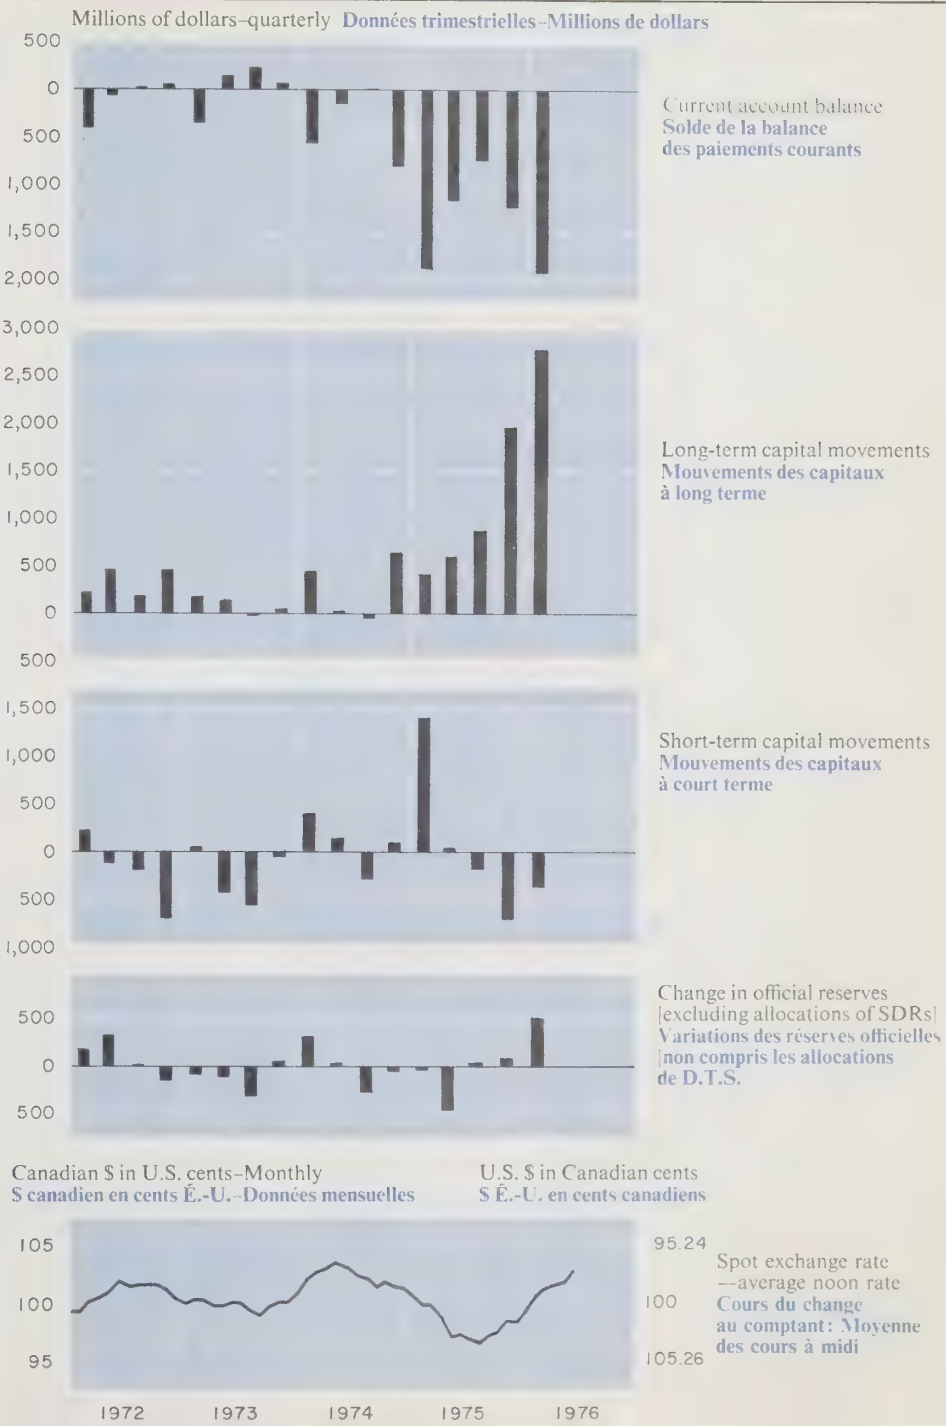 Millions of dollars–quarterly Données trimestrielles–Millions de dollars
500
0
500
1,000
1,500
2,000
Current account balance
Solde de la balance
des paiements courants
3,000
2,500
2,000
1,500
1,000
500
0
500
Long-term capital movements
Mouvements des capitaux
à long terme
1,500
1,000
500
0
500
1,000
Short-term capital movements
Mouvements des capitaux
à court terme
500
0
500
Change in official reserves
[excluding allocations of SDRs]
Variations des réserves officielles
[non compris les allocations
de D.T.S.
Canadian $ in U.S. cents–Monthly
$ canadien en cents É.-U.–Données mensuelles
U.S. $ in Canadian cents
$ É.-U. en cents canadiens
105
100
95
95.24
100
105.26
Spot exchange rate
—average noon rate
Cours du change
au comptant: Moyenne
des cours à midi
1972 1973 1974 1975 1976